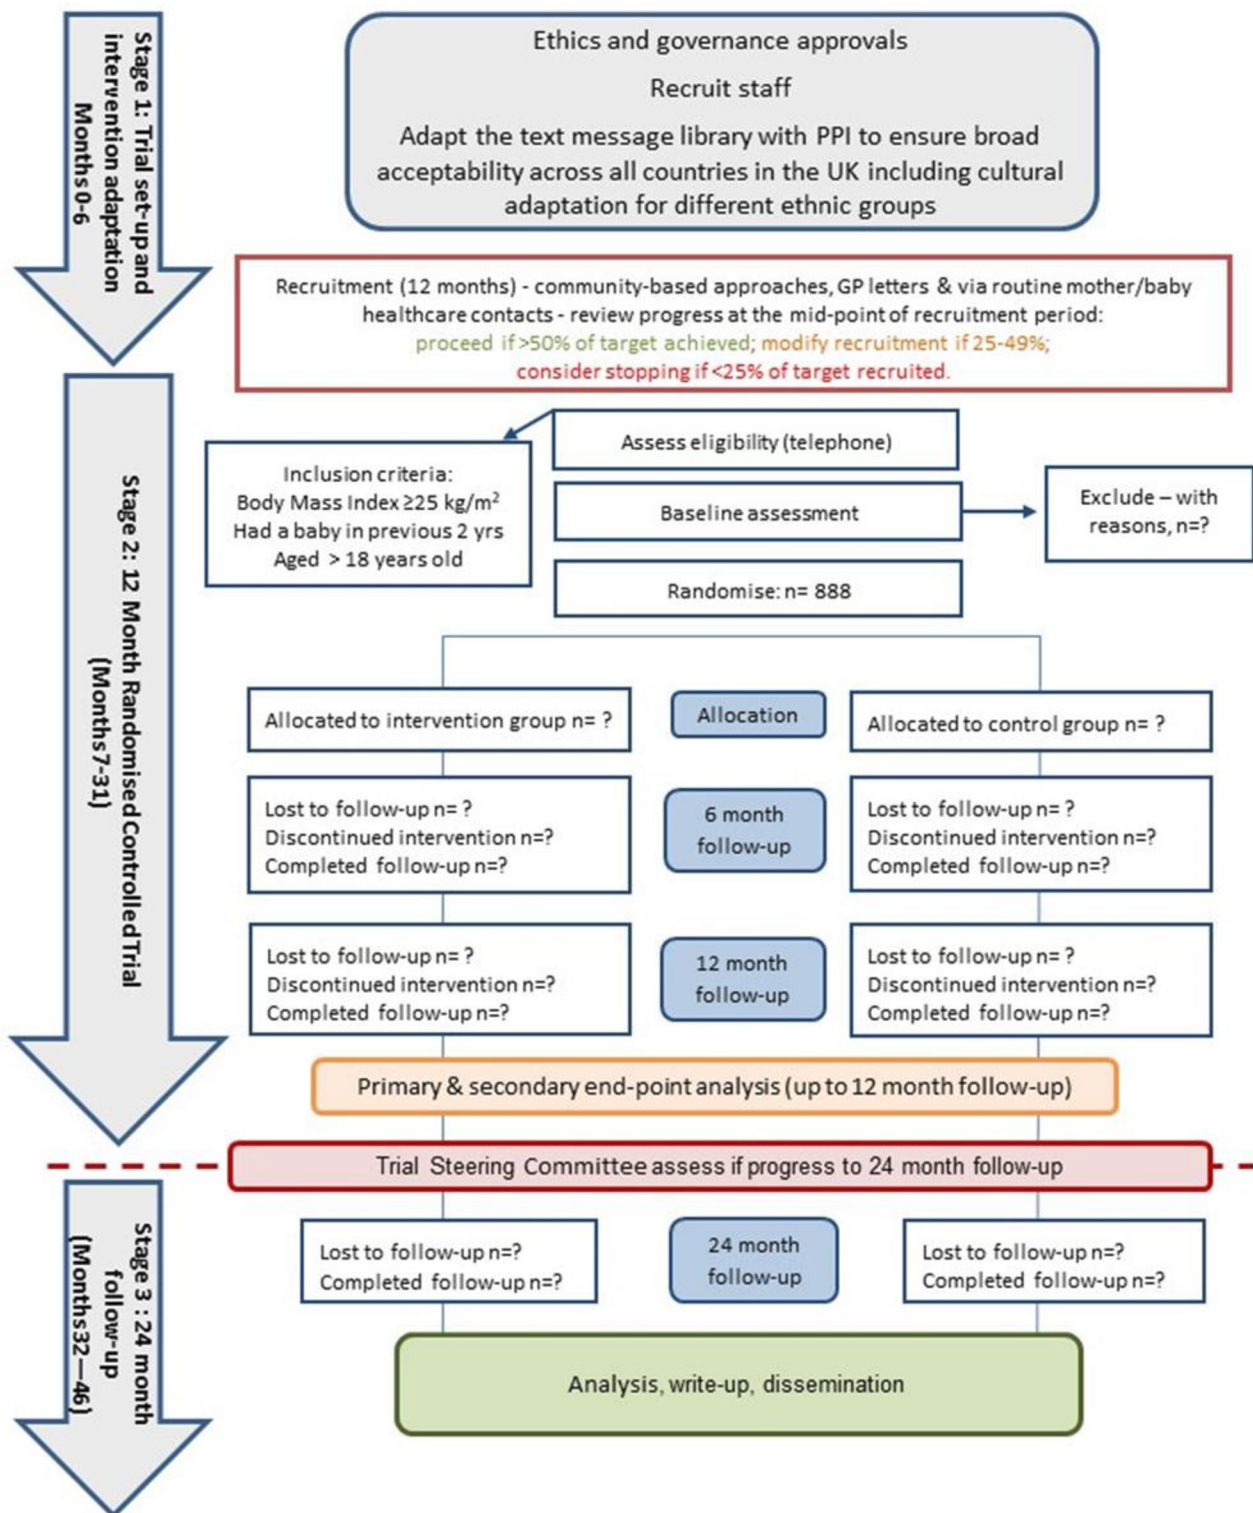 Stage 1: Trial set-up and
intervention adaptation
Months 0-6
Ethics and governance approvals
Recruit staff
Adapt the text message library with PPI to ensure broad
acceptability across all countries in the UK including cultural
adaptation for different ethnic groups
Recruitment (12 months) - community-based approaches, GP letters & via routine mother/baby
healthcare contacts - review progress at the mid-point of recruitment period:
proceed if >50% of target achieved; modify recruitment if 25-49%;
consider stopping if <25% of target recruited.
Stage 2: 12 Month Randomised Controlled Trial
(Months 7-31)
Assess eligibility (telephone)
Inclusion criteria:
Body Mass Index ≥25 kg/m²
Had a baby in previous 2 yrs
Aged > 18 years old
Baseline assessment
Exclude – with
reasons, n=?
Randomise: n= 888
Allocated to intervention group n= ?
Allocation
Allocated to control group n= ?
Lost to follow-up n= ?
Discontinued intervention n=?
Completed follow-up n=?
6 month
follow-up
Lost to follow-up n= ?
Discontinued intervention n=?
Completed follow-up n=?
Lost to follow-up n= ?
Discontinued intervention n=?
Completed follow-up n=?
12 month
follow-up
Lost to follow-up n= ?
Discontinued intervention n=?
Completed follow-up n=?
Primary & secondary end-point analysis (up to 12 month follow-up)
Trial Steering Committee assess if progress to 24 month follow-up
Stage 3 : 24 month
follow-up
(Months 32—46)
Lost to follow-up n=?
Completed follow-up n=?
24 month
follow-up
Lost to follow-up n=?
Completed follow-up n=?
Analysis, write-up, dissemination